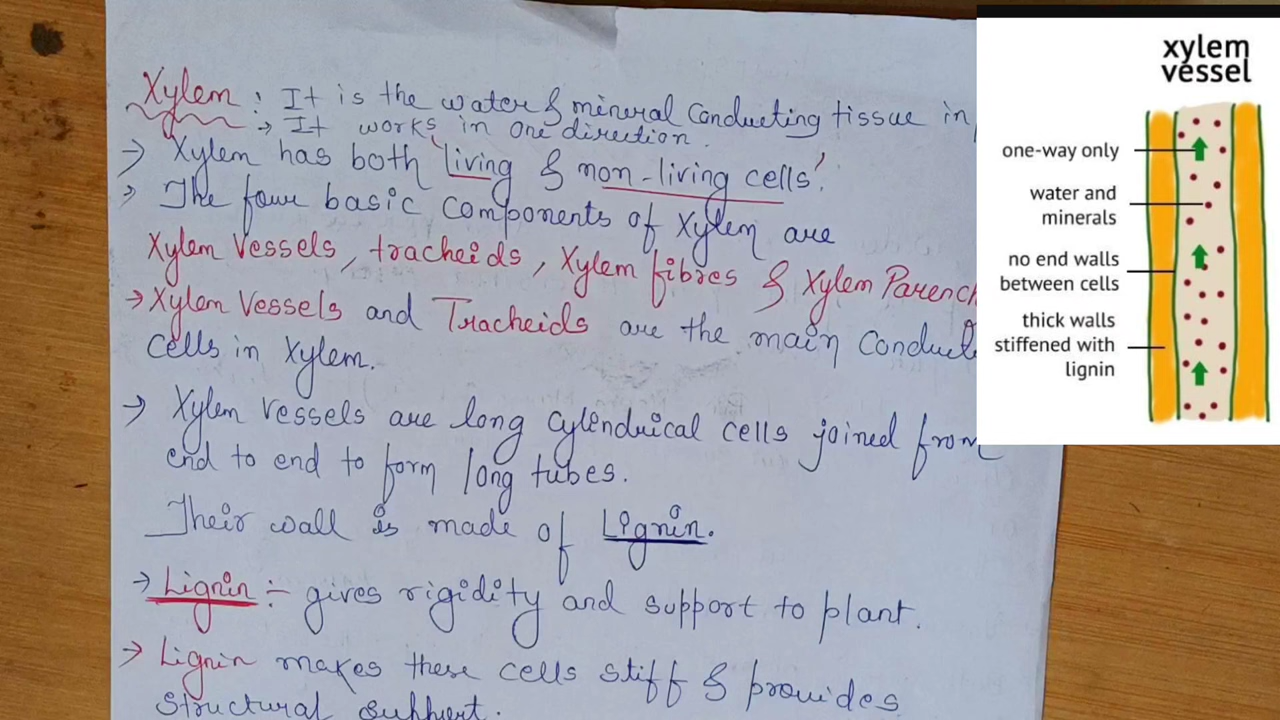 Xylem : It is the water & mineral conducting tissue in
→ It works in one direction.
→ Xylem has both living & non-living cells.
→ The four basic components of Xylem are
Xylem Vessels, tracheids, Xylem fibres & Xylem Parench
→ Xylem Vessels and Tracheids are the main conduct
cells in Xylem.
→ Xylem Vessels are long cylindrical cells joined from
end to end to form long tubes.
Their wall is made of Lignin.
→ Lignin :- gives rigidity and support to plant.
→ Lignin makes these cells stiff & provides
structural support.
xylem
vessel
one-way only
water and
minerals
no end walls
between cells
thick walls
stiffened with
lignin